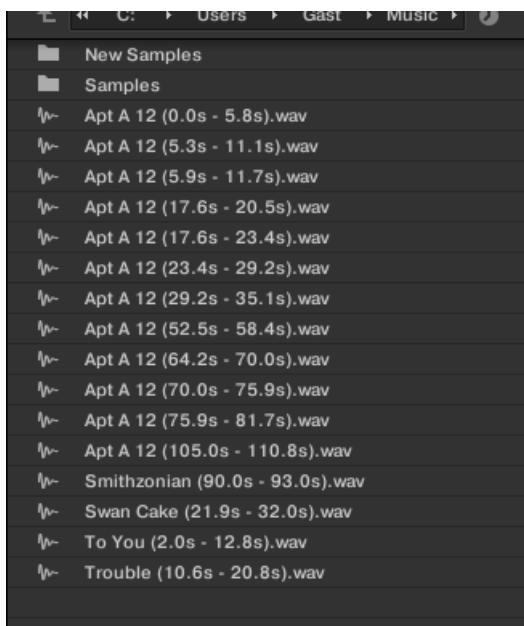 C: Users Gast Music
New Samples
Samples
Apt A 12 (0.0s - 5.8s).wav
Apt A 12 (5.3s - 11.1s).wav
Apt A 12 (5.9s - 11.7s).wav
Apt A 12 (17.6s - 20.5s).wav
Apt A 12 (17.6s - 23.4s).wav
Apt A 12 (23.4s - 29.2s).wav
Apt A 12 (29.2s - 35.1s).wav
Apt A 12 (52.5s - 58.4s).wav
Apt A 12 (64.2s - 70.0s).wav
Apt A 12 (70.0s - 75.9s).wav
Apt A 12 (75.9s - 81.7s).wav
Apt A 12 (105.0s - 110.8s).wav
Smithzonian (90.0s - 93.0s).wav
Swan Cake (21.9s - 32.0s).wav
To You (2.0s - 12.8s).wav
Trouble (10.6s - 20.8s).wav